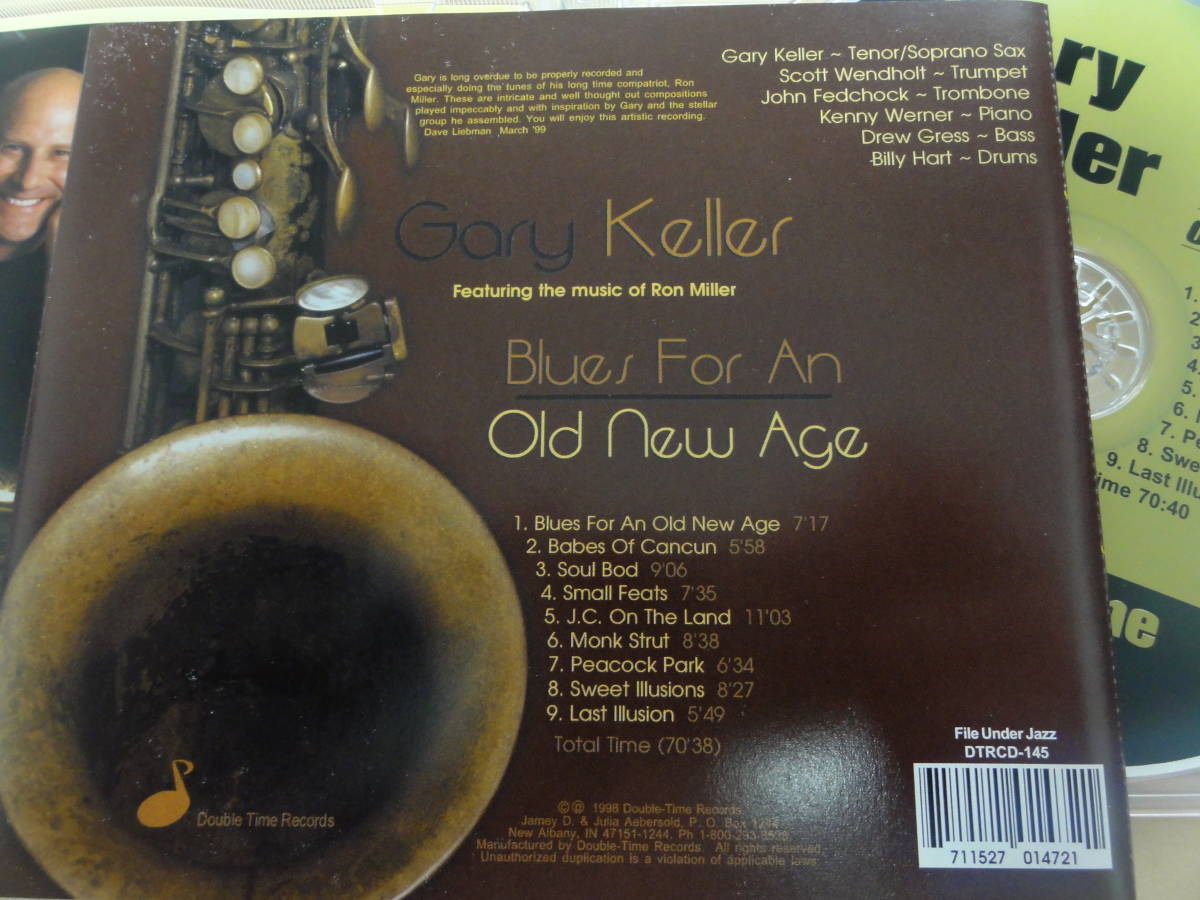 Gary is long overdue to be properly recorded and
especially doing the tunes of his long time compatriot, Ron
Miller. These are intricate and well thought out compositions
played impeccably and with inspiration by Gary and the stellar
group he assembled. You will enjoy this artistic recording.
Dave Liebman March '99
Gary Keller ~ Tenor/Soprano Sax
Scott Wendholt ~ Trumpet
John Fedchock ~ Trombone
Kenny Werner ~ Piano
Drew Gress ~ Bass
Billy Hart ~ Drums
Gary Keller
Featuring the music of Ron Miller
Blues For An
Old New Age
1. Blues For An Old New Age 7'17
2. Babes Of Cancun 5'58
3. Soul Bod 9'06
4. Small Feats 7'35
5. J.C. On The Land 11'03
6. Monk Strut 8'38
7. Peacock Park 6'34
8. Sweet Illusions 8'27
9. Last Illusion 5'49
Total Time (70'38)
Double Time Records
©@ 1998 Double-Time Records
Jamey D. & Julia Aebersold, P. O. Box
New Albany, IN 47151-1244. Ph
Manufactured by Double-Time Records. All rights reserved.
Unauthorized duplication is a violation of applicable laws.
File Under Jazz
DTRCD-145
711527 014721
ry
ler
1.
2
3
4.
5.
6.
7. Pe
8. Swe
9. Last Illu
ime 70:40
ne